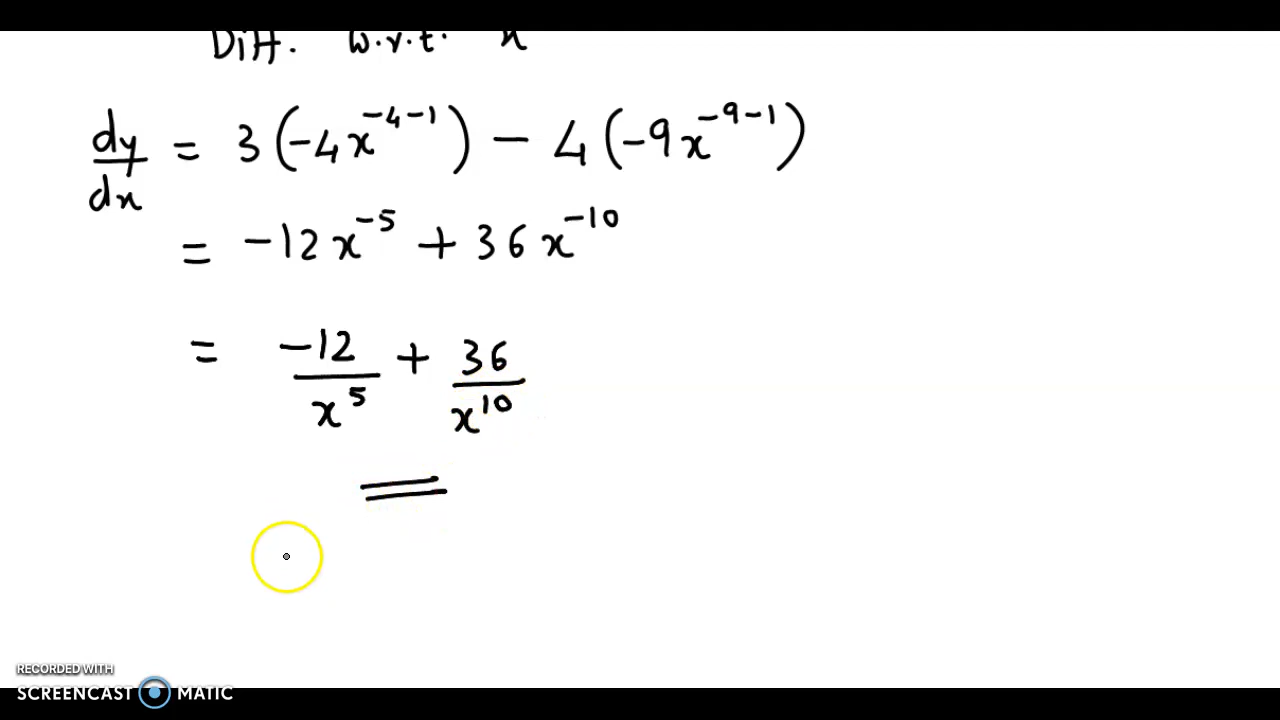 Diff. w.r.t. x
dy/dx = 3(-4x^{-4-1}) - 4(-9x^{-9-1})
= -12x^{-5} + 36x^{-10}
= -12/x^5 + 36/x^{10}
RECORDED WITH
SCREENCAST MATIC